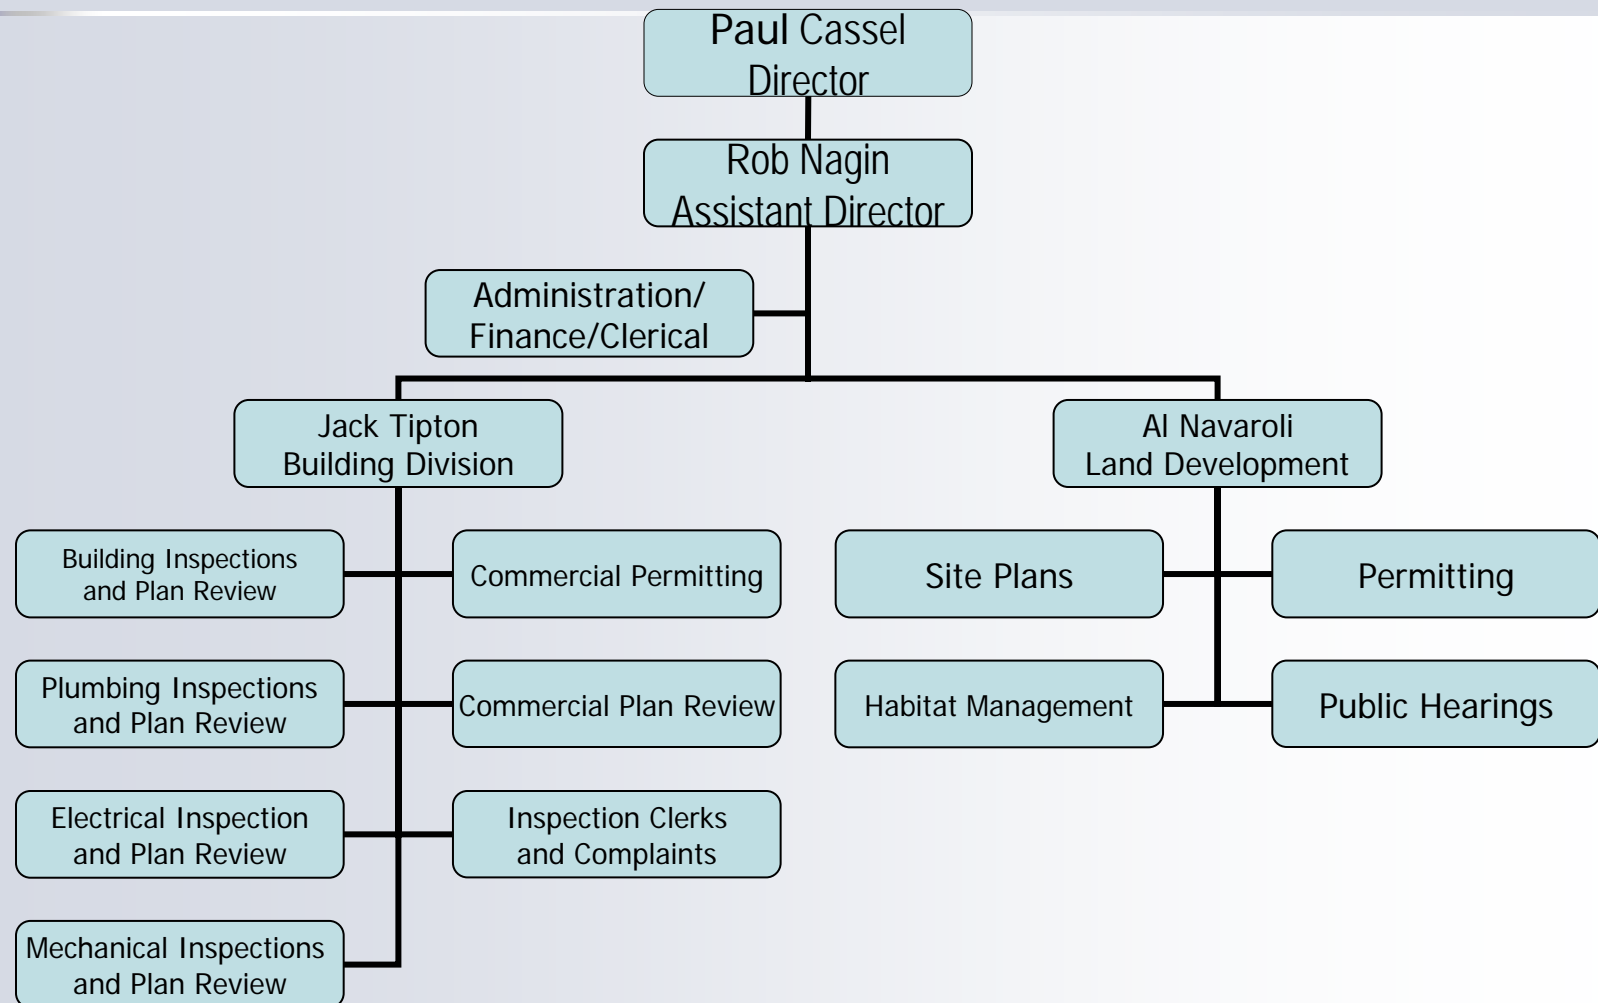 Paul Cassel
Director
Rob Nagin
Assistant Director
Administration/
Finance/Clerical
Jack Tipton
Building Division
Al Navaroli
Land Development
Building Inspections
and Plan Review
Commercial Permitting
Site Plans
Permitting
Plumbing Inspections
and Plan Review
Commercial Plan Review
Habitat Management
Public Hearings
Electrical Inspection
and Plan Review
Inspection Clerks
and Complaints
Mechanical Inspections
and Plan Review